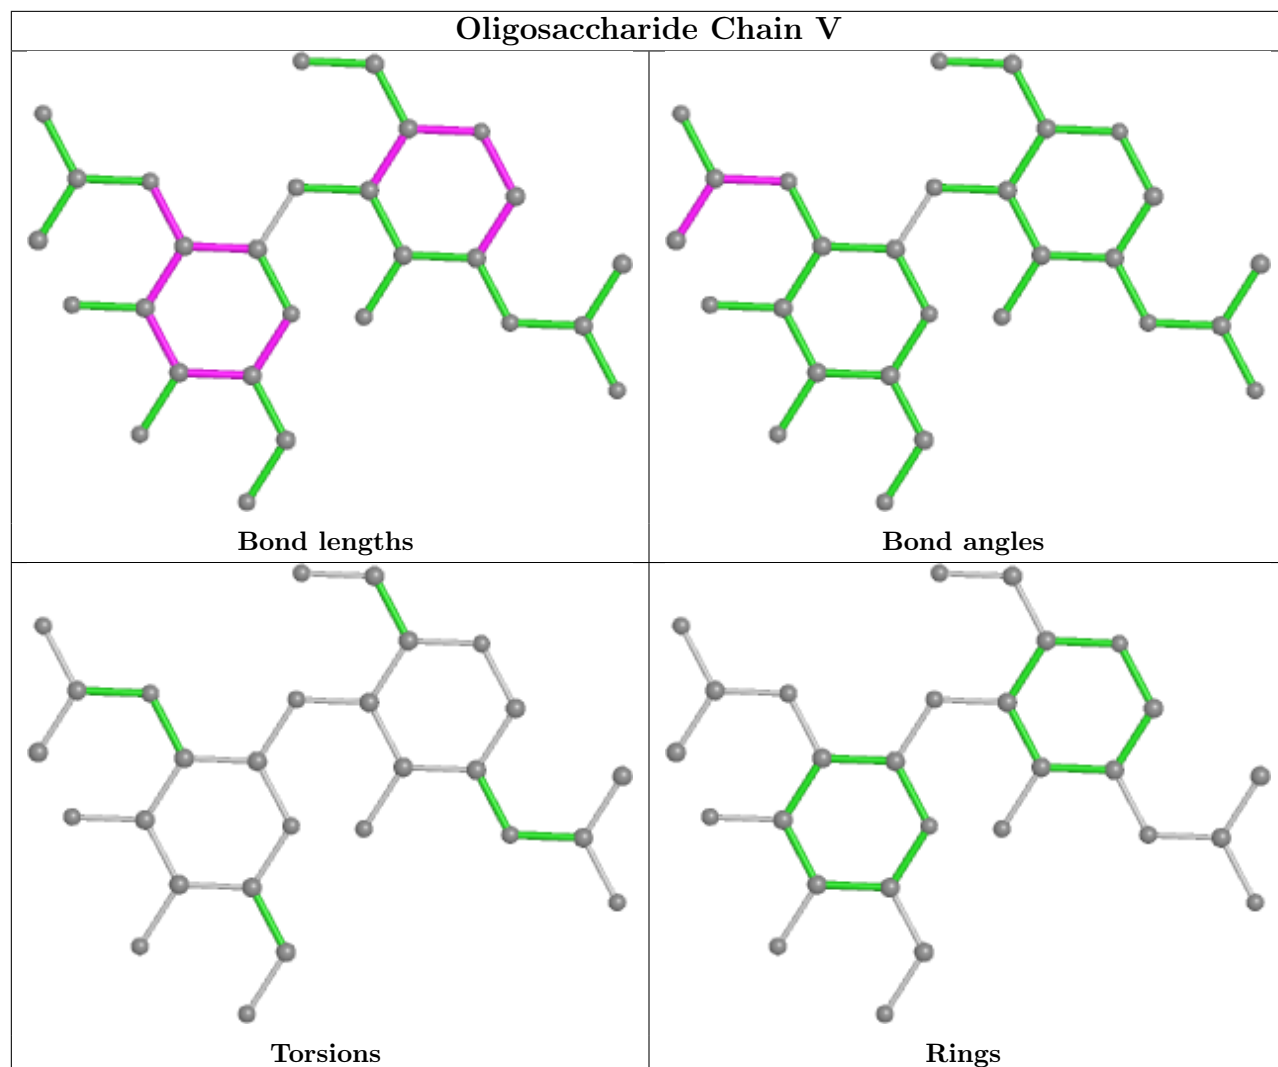 Oligosaccharide Chain V
Bond lengths
Bond angles
Torsions
Rings